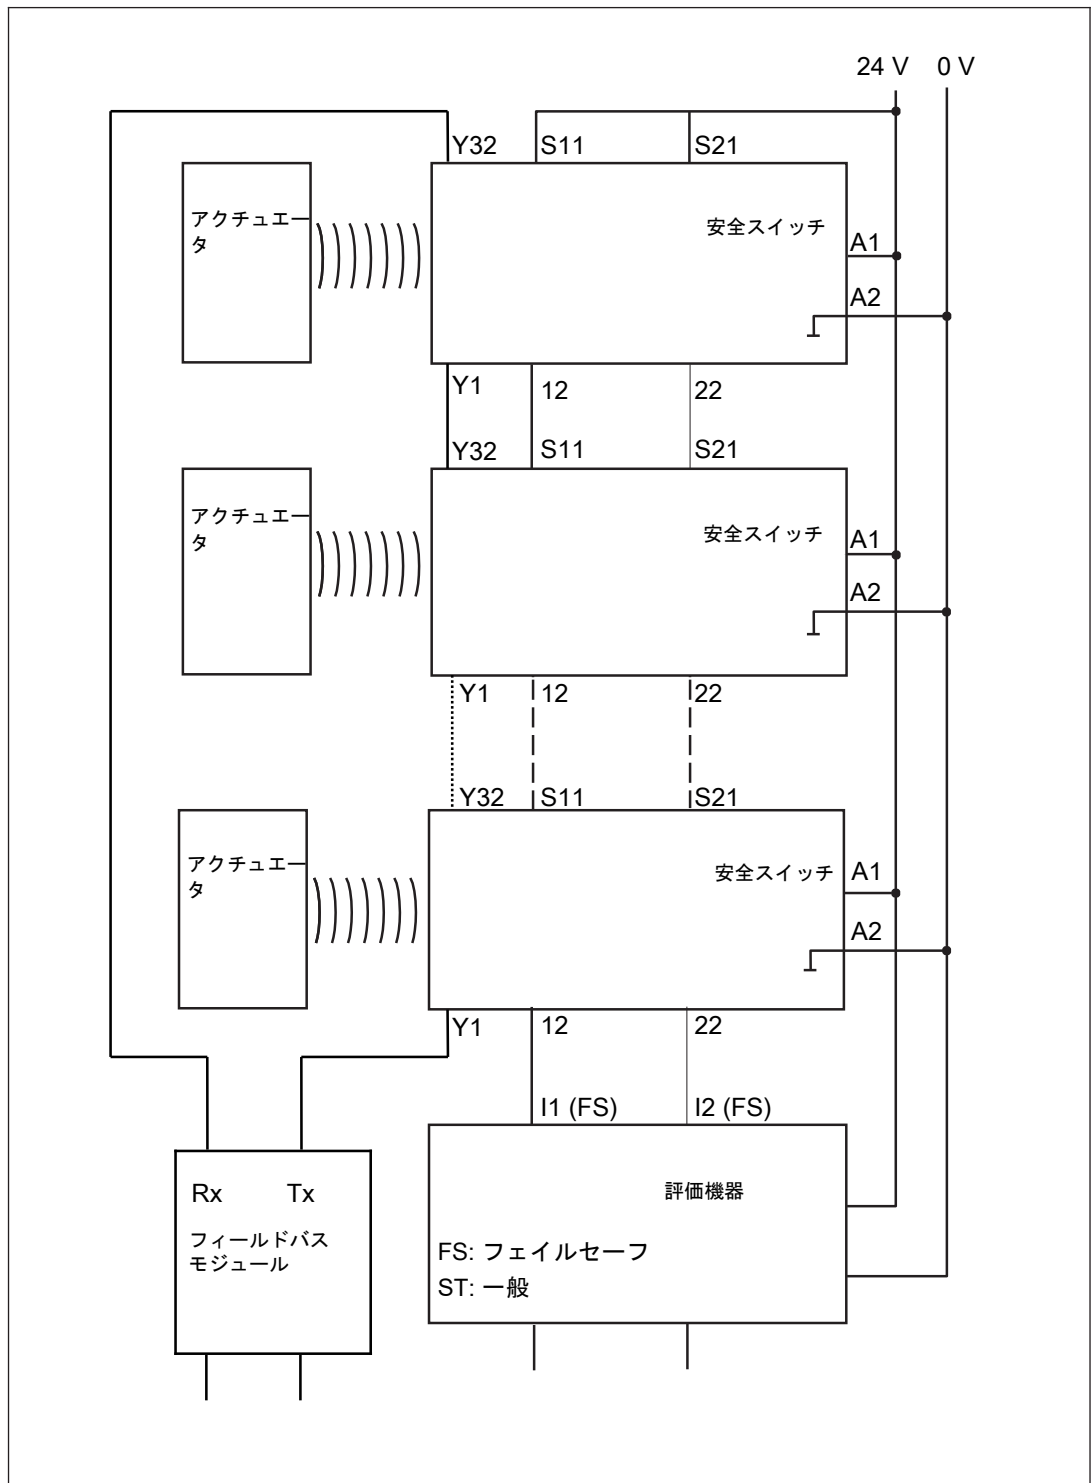 24 V 0 V
Y32 S11 S21
アクチュエー
タ
安全スイッチ
A1
A2
Y1 12 22
Y32 S11 S21
アクチュエー
タ
安全スイッチ
A1
A2
Y1 12 22
Y32 S11 S21
アクチュエー
タ
安全スイッチ
A1
A2
Y1 12 22
I1 (FS) I2 (FS)
Rx Tx
フィールドバス
モジュール
評価機器
FS: フェイルセーフ
ST: 一般